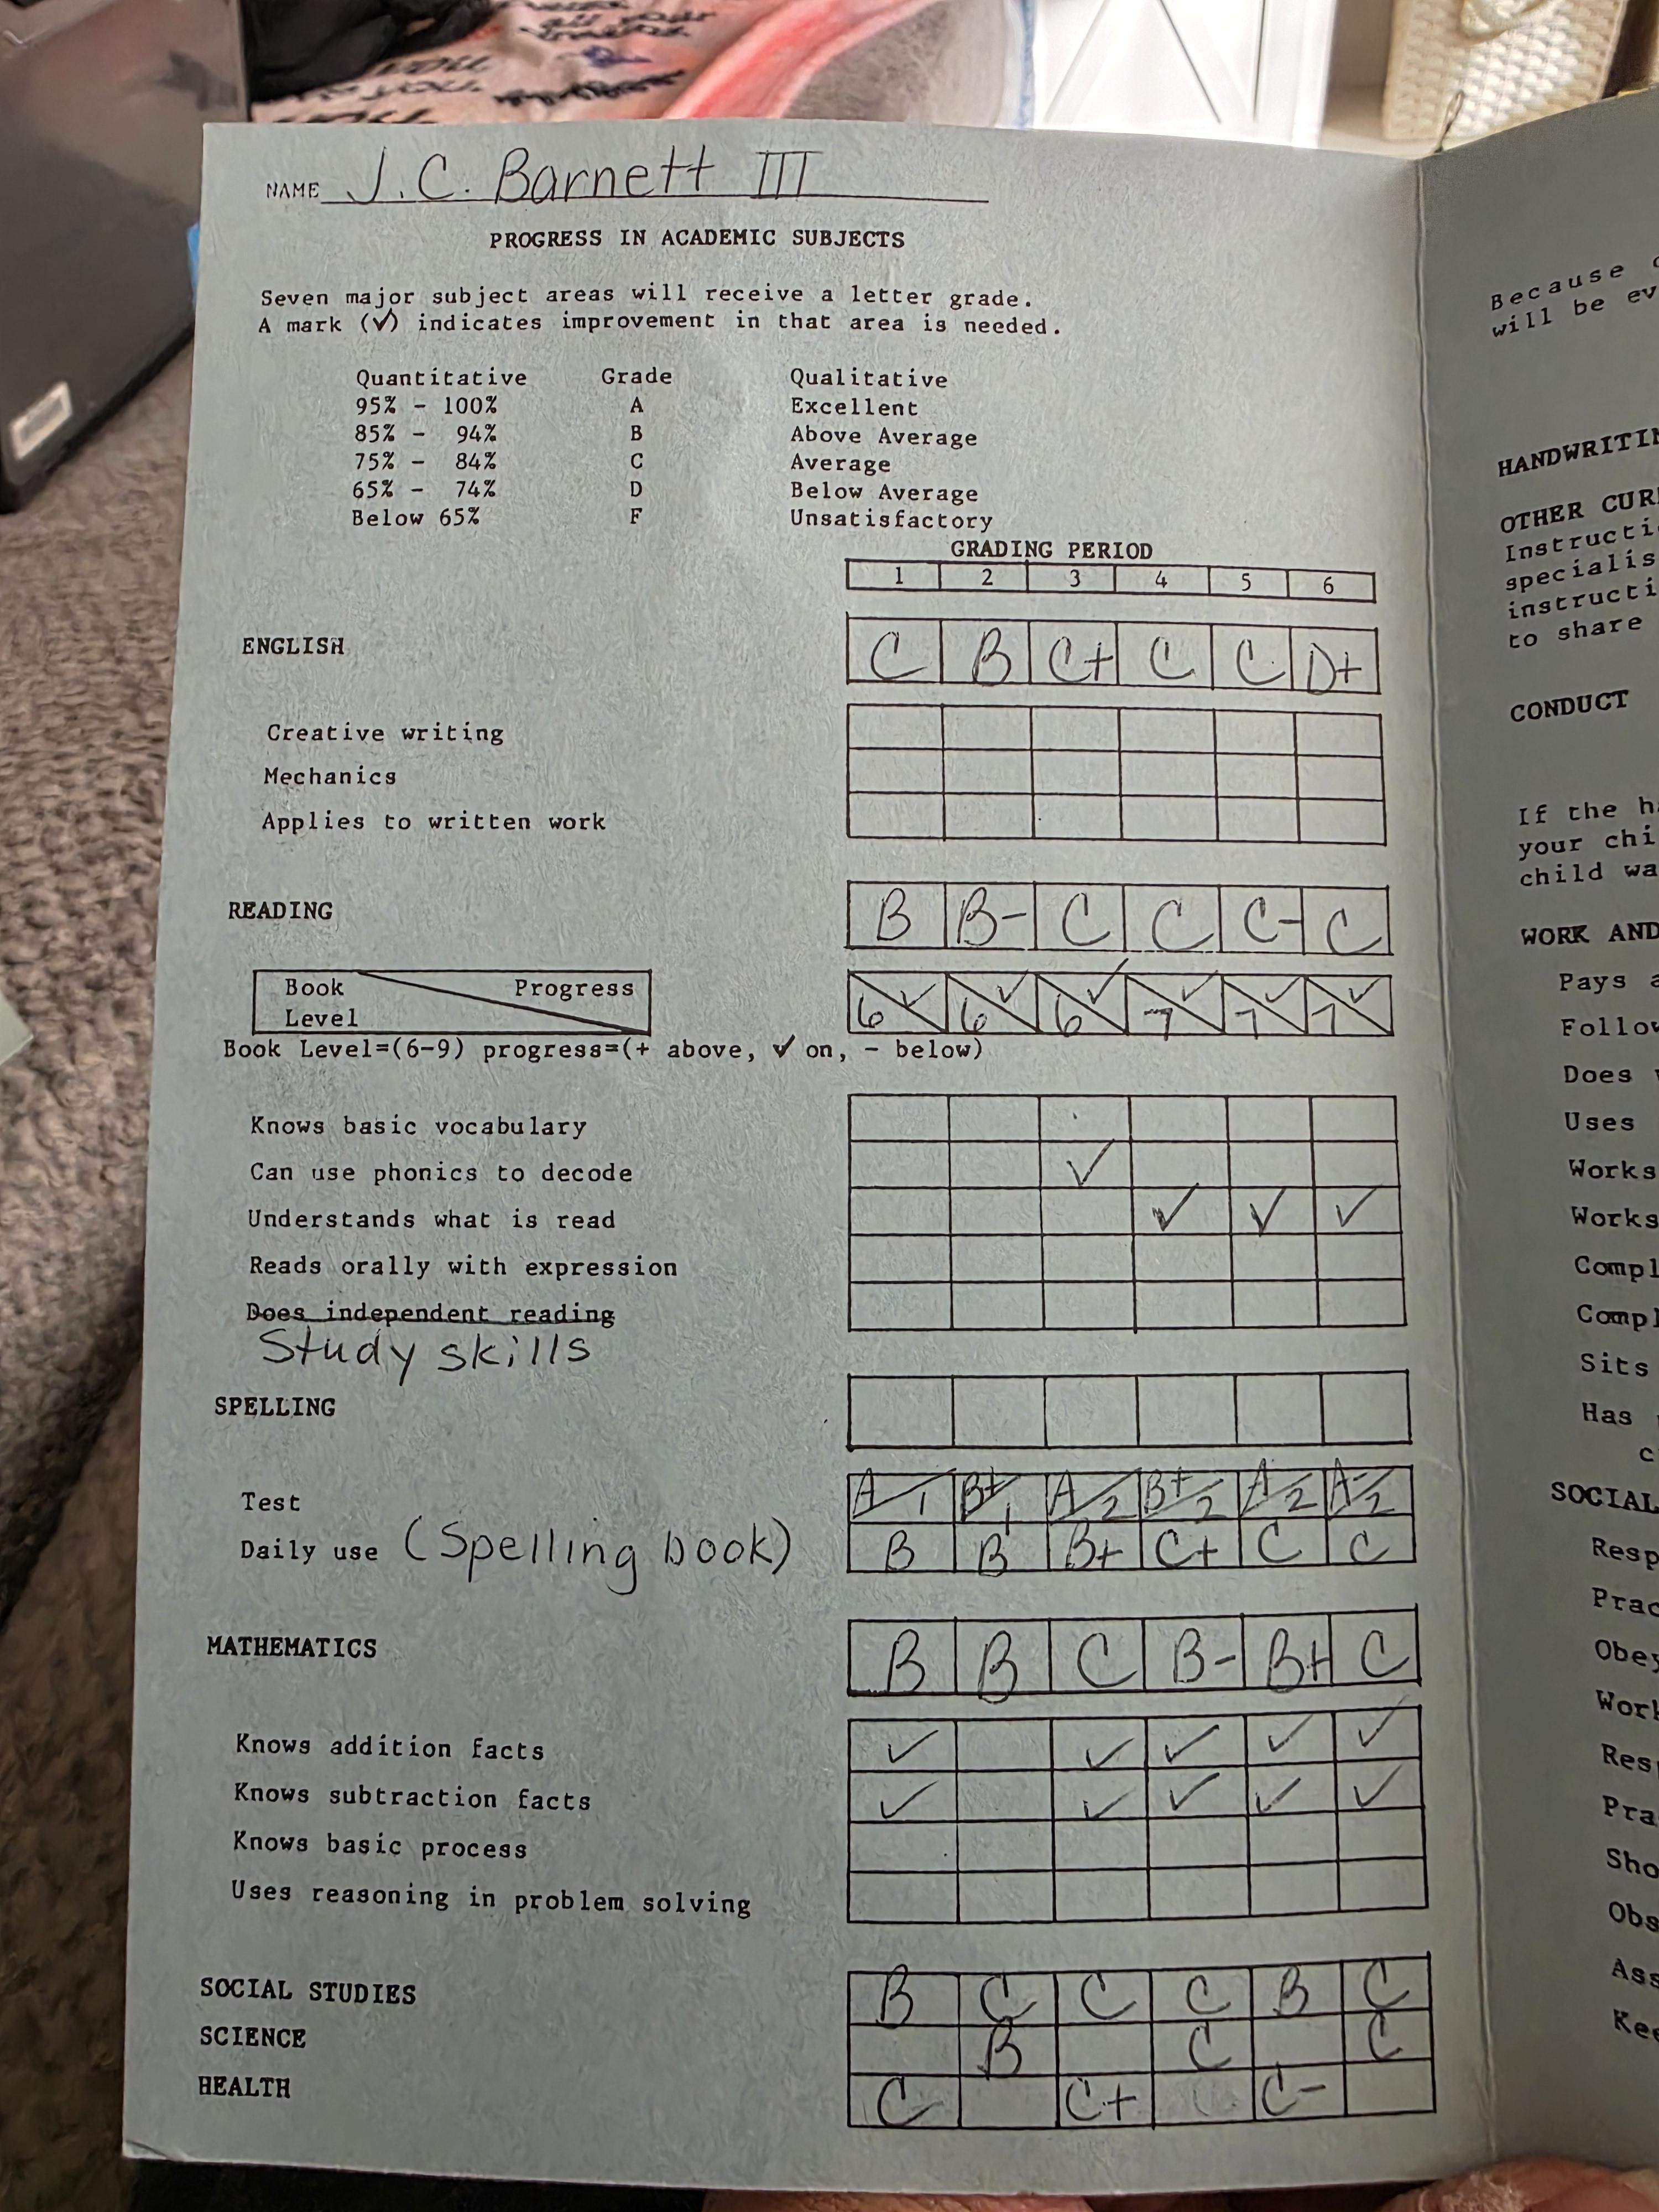 NAME J.C. Barnett III
PROGRESS IN ACADEMIC SUBJECTS
Seven major subject areas will receive a letter grade.
A mark (✓) indicates improvement in that area is needed.
Quantitative Grade Qualitative
95% - 100% A Excellent
85% - 94% B Above Average
75% - 84% C Average
65% - 74% D Below Average
Below 65% F Unsatisfactory
GRADING PERIOD
1 2 3 4 5 6
ENGLISH C B C+ C C D+
Creative writing
Mechanics
Applies to written work
READING B B- C C C- C
Book Progress
Level
6 ✓ 6 ✓ 6 ✓ 7 ✓ 7 ✓ 7 ✓
Book Level=(6-9) progress=(+ above, ✓ on, - below)
Knows basic vocabulary
Can use phonics to decode ✓
Understands what is read ✓ ✓ ✓
Reads orally with expression
Does independent reading
Study skills
SPELLING
Test A/1 B+/1 A/2 B+/2 A/2 A-/2
Daily use (Spelling book) B B B+ C+ C C
MATHEMATICS B B C B- B+ C
Knows addition facts ✓ ✓ ✓ ✓ ✓
Knows subtraction facts ✓ ✓ ✓ ✓ ✓
Knows basic process
Uses reasoning in problem solving
SOCIAL STUDIES B C C C B C
SCIENCE B C C
HEALTH C C+ C-
Because
will be
HANDWRITIN
OTHER CUR
Instructi
specialis
instructi
to share
CONDUCT
If the
your chi
child wa
WORK AND
Pays
Follow
Does
Uses
Works
Works
Compl
Compl
Sits
Has
SOCIAL
Resp
Prac
Obey
Work
Res
Pra
Sho
Obs
Ass
Kee